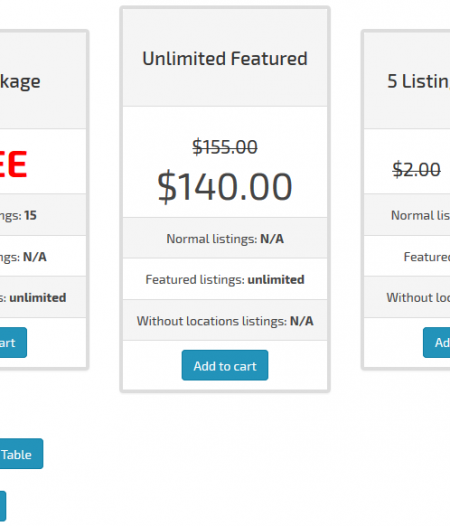 kage
EE
ngs: 15
ngs: N/A
s: unlimited
art
Table
Unlimited Featured
$155.00
$140.00
Normal listings: N/A
Featured listings: unlimited
Without locations listings: N/A
Add to cart
5 Listin
$2.00
Normal lis
Feature
Without loc
Ad